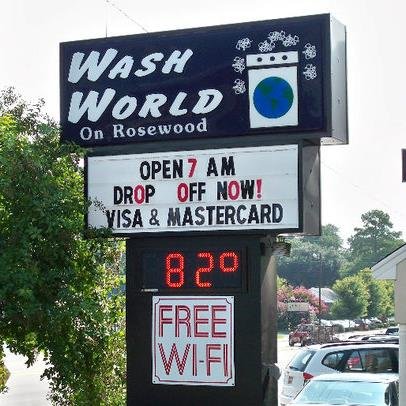 WASH
WORLD
On Rosewood
OPEN 7 AM
DROP OFF NOW!
VISA & MASTERCARD
82°
FREE
WI-FI